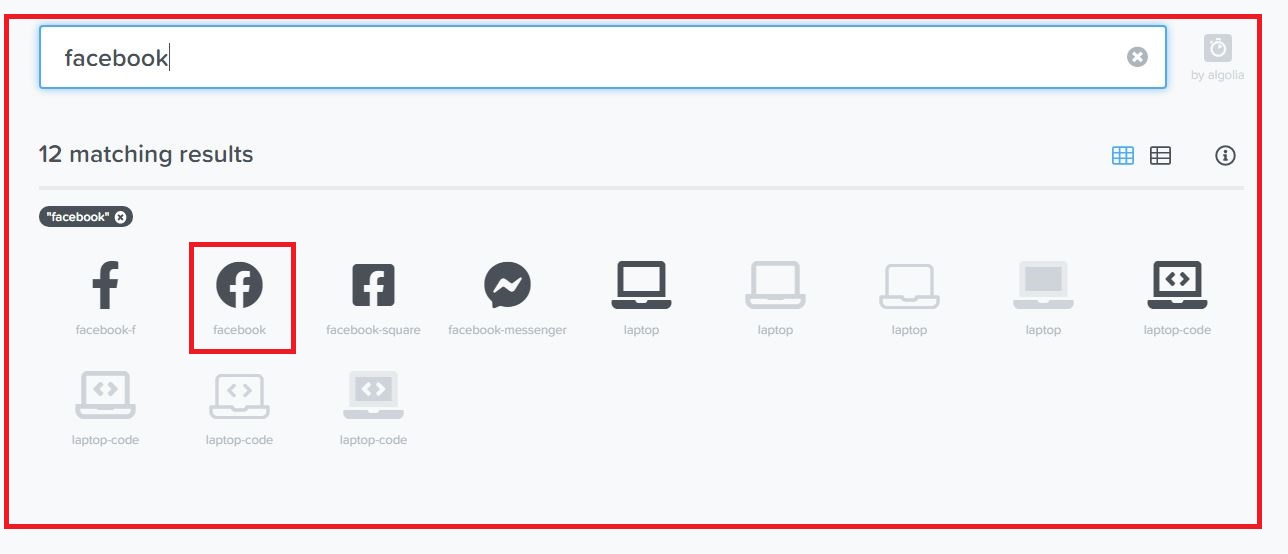 facebook
by algolia
12 matching results
"facebook"
facebook-f facebook facebook-square facebook-messenger laptop laptop laptop laptop laptop-code
laptop-code laptop-code laptop-code